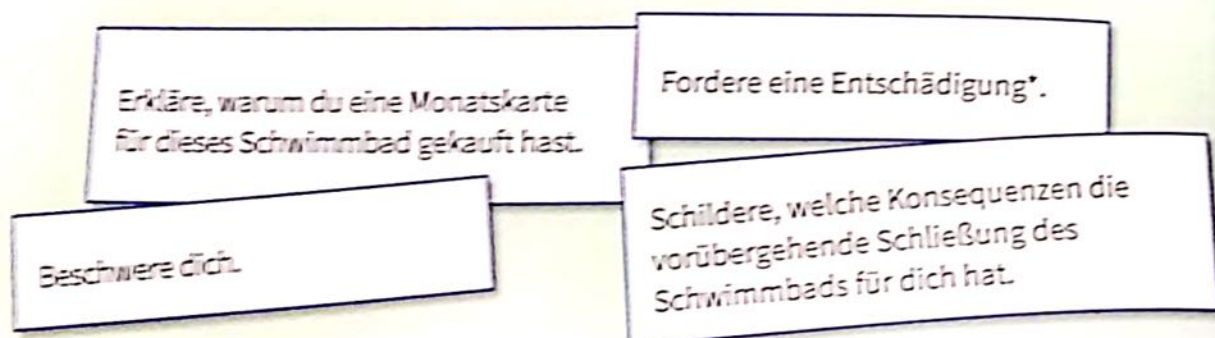 Erkläre, warum du eine Monatskarte
für dieses Schwimmbad gekauft hast.
Fordere eine Entschädigung*.
Beschwere dich.
Schildere, welche Konsequenzen die
vorübergehende Schließung des
Schwimmbads für dich hat.